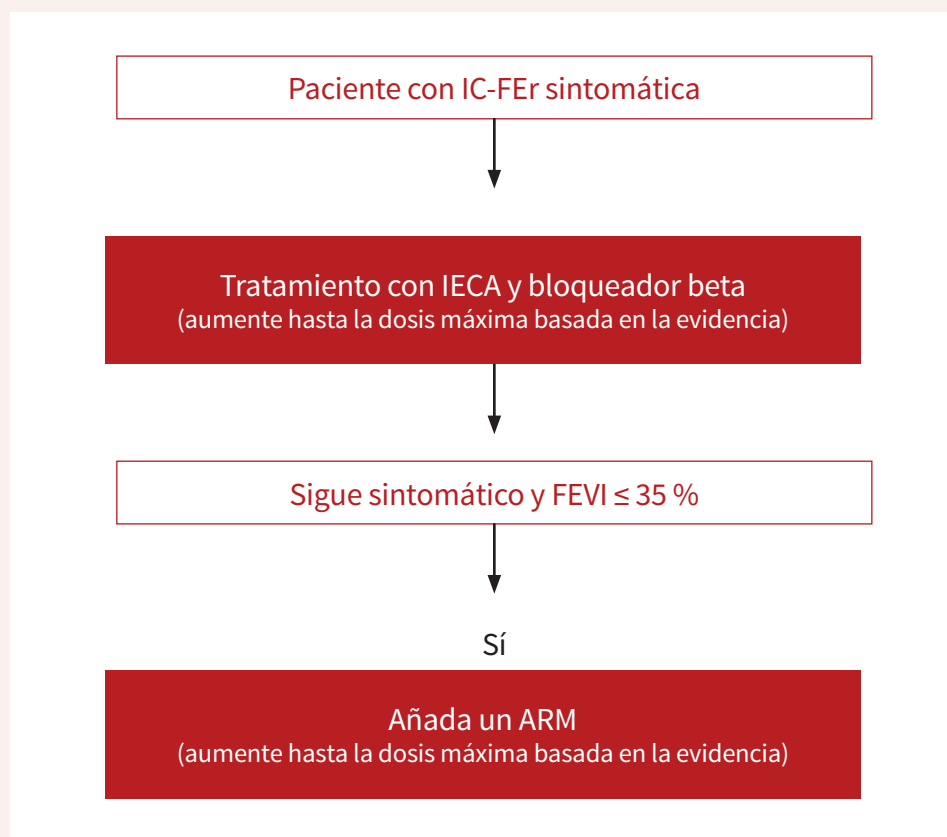 Paciente con IC-FEr sintomática
Tratamiento con IECA y bloqueador beta
(aumente hasta la dosis máxima basada en la evidencia)
Sigue sintomático y FEVI ≤ 35 %
Sí
Añada un ARM
(aumente hasta la dosis máxima basada en la evidencia)